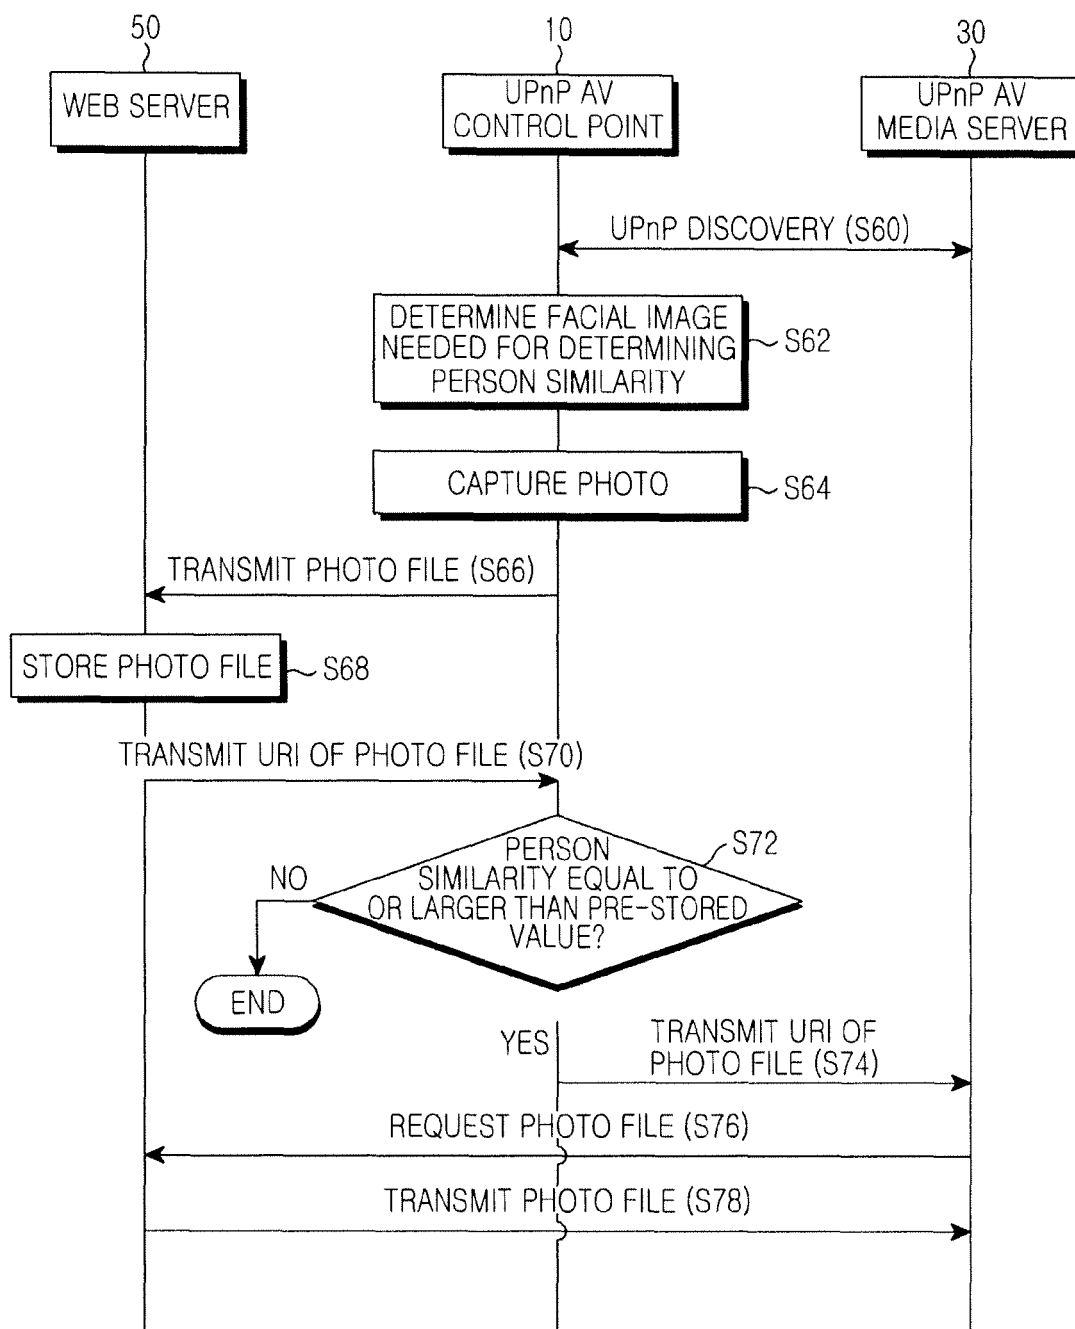 50
10
30
WEB SERVER
UPnP AV
CONTROL POINT
UPnP AV
MEDIA SERVER
UPnP DISCOVERY (S60)
DETERMINE FACIAL IMAGE
NEEDED FOR DETERMINING
PERSON SIMILARITY
S62
CAPTURE PHOTO
S64
TRANSMIT PHOTO FILE (S66)
STORE PHOTO FILE
S68
TRANSMIT URI OF PHOTO FILE (S70)
PERSON
SIMILARITY EQUAL TO
OR LARGER THAN PRE-STORED
VALUE?
S72
NO
END
YES
TRANSMIT URI OF
PHOTO FILE (S74)
REQUEST PHOTO FILE (S76)
TRANSMIT PHOTO FILE (S78)